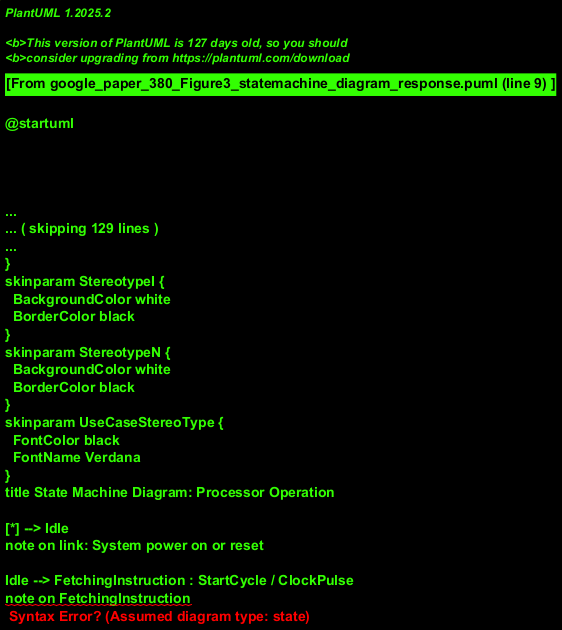 PlantUML 1.2025.2
<b>This version of PlantUML is 127 days old, so you should
<b>consider upgrading from https://plantuml.com/download
[From google_paper_380_Figure3_statemachine_diagram_response.puml (line 9) ]
@startuml
...
... ( skipping 129 lines )
...
}
skinparam StereotypeI {
BackgroundColor white
BorderColor black
}
skinparam StereotypeN {
BackgroundColor white
BorderColor black
}
skinparam UseCaseStereoType {
FontColor black
FontName Verdana
}
title State Machine Diagram: Processor Operation
[*] --> Idle
note on link: System power on or reset
Idle --> FetchingInstruction : StartCycle / ClockPulse
note on FetchingInstruction
Syntax Error? (Assumed diagram type: state)